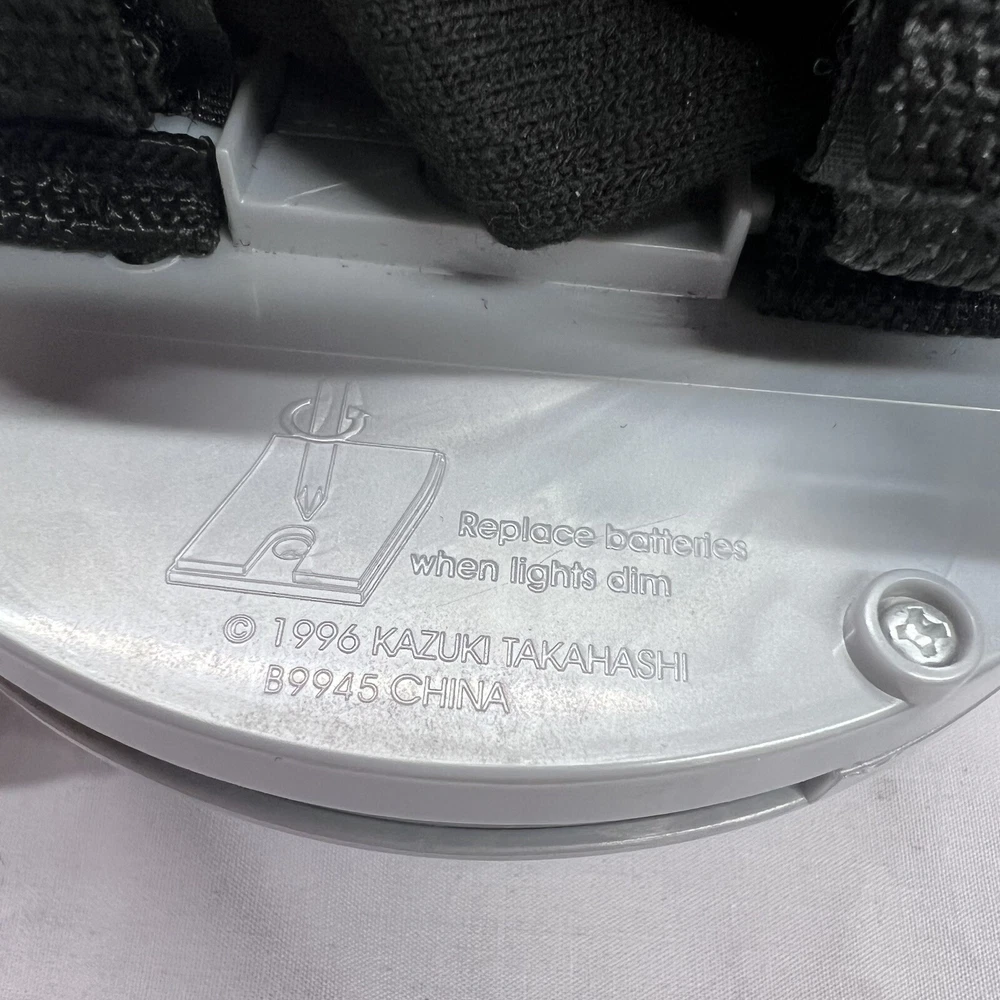 Replace batteries
when lights dim
© 1996 KAZUKI TAKAHASHI
B9945 CHINA